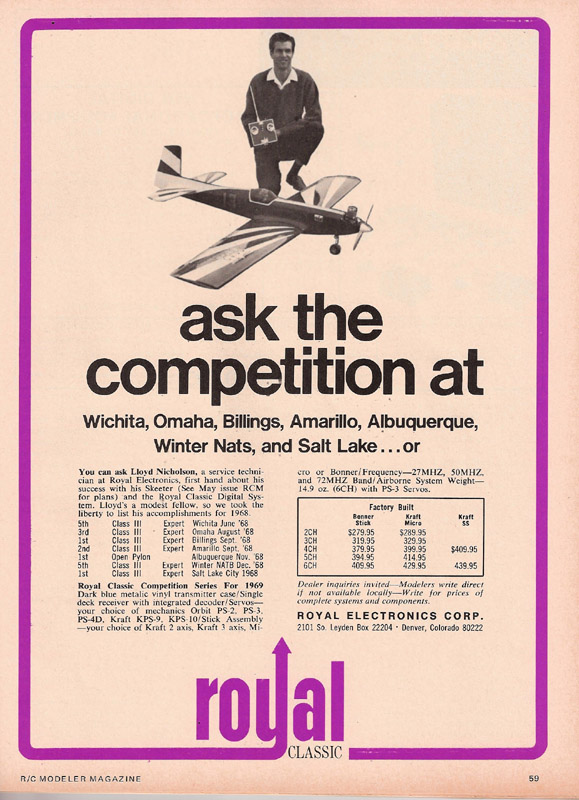 ask the
competition at
Wichita, Omaha, Billings, Amarillo, Albuquerque,
Winter Nats, and Salt Lake...or
You can ask Lloyd Nicholson, a service techni-
cian at Royal Electronics, first hand about his
success with his Skeeter (See May issue RCM
for plans) and the Royal Classic Digital Sys-
tem. Lloyd's a modest fellow, so we took the
liberty to list his accomplishments for 1968.
5th Class III Expert Wichita June '68
3rd Class III Expert Omaha August '68
1st Class III Expert Billings Sept. '68
2nd Class III Expert Amarillo Sept. '68
1st Open Pylon Albuquerque Nov. '68
5th Class III Expert Winter NATB Dec. '68
1st Class III Expert Salt Lake City 1968
Royal Classic Competition Series For 1969
Dark blue metalic vinyl transmitter case/Single
deck receiver with integrated decoder/Servos—
your choice of mechanics Orbit PS-2, PS-3,
PS-4D, Kraft KPS-9, KPS-10/Stick Assembly
—your choice of Kraft 2 axis, Kraft 3 axis, Mi-
cro or Bonner/Frequency—27MHZ, 50MHZ,
and 72MHZ Band/Airborne System Weight—
14.9 oz. (6CH) with PS-3 Servos.
Factory Built
Bonner Stick Kraft Micro Kraft SS
2CH $279.95 $289.95
3CH 319.95 329.95
4CH 379.95 399.95 $409.95
5CH 394.95 414.95
6CH 409.95 429.95 439.95
Dealer inquiries invited—Modelers write direct
if not available locally—Write for prices of
complete systems and components.
ROYAL ELECTRONICS CORP.
2101 So. Leyden Box 22204 · Denver, Colorado 80222
royal
CLASSIC
R/C MODELER MAGAZINE
59